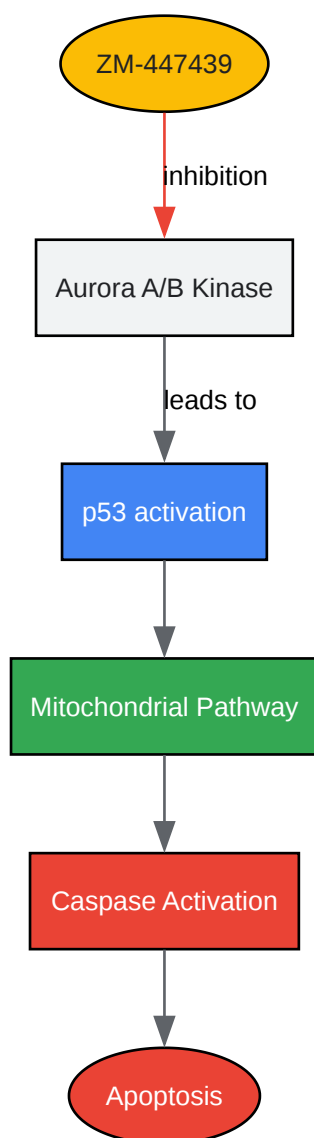 ZM-447439
inhibition
Aurora A/B Kinase
leads to
p53 activation
Mitochondrial Pathway
Caspase Activation
Apoptosis